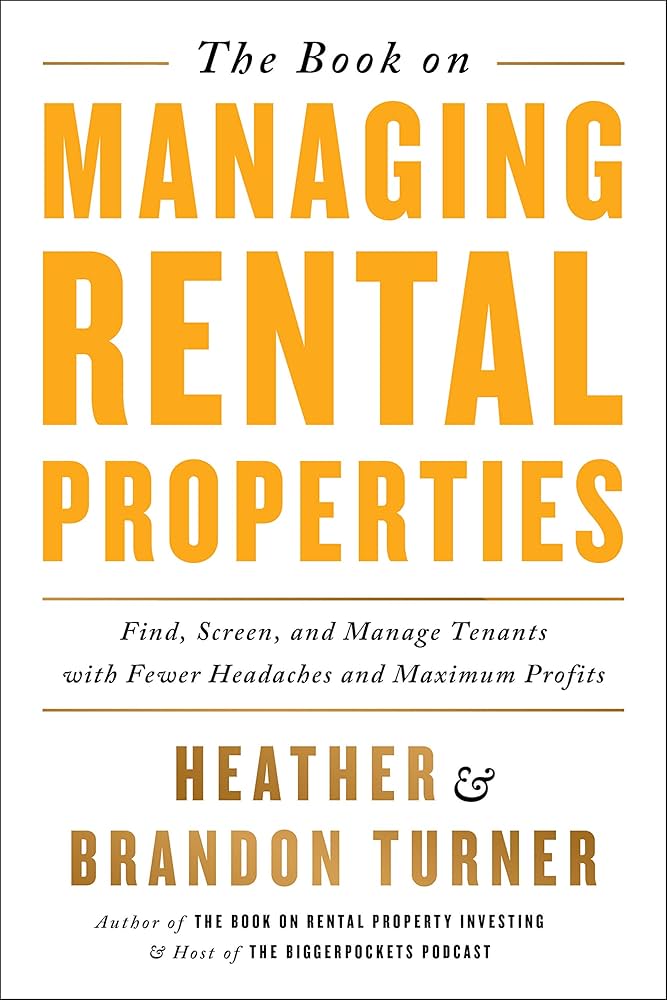 The Book on
MANAGING
RENTAL
PROPERTIES
Find, Screen, and Manage Tenants
with Fewer Headaches and Maximum Profits
HEATHER &
BRANDON TURNER
Author of THE BOOK ON RENTAL PROPERTY INVESTING
& Host of THE BIGGERPOCKETS PODCAST